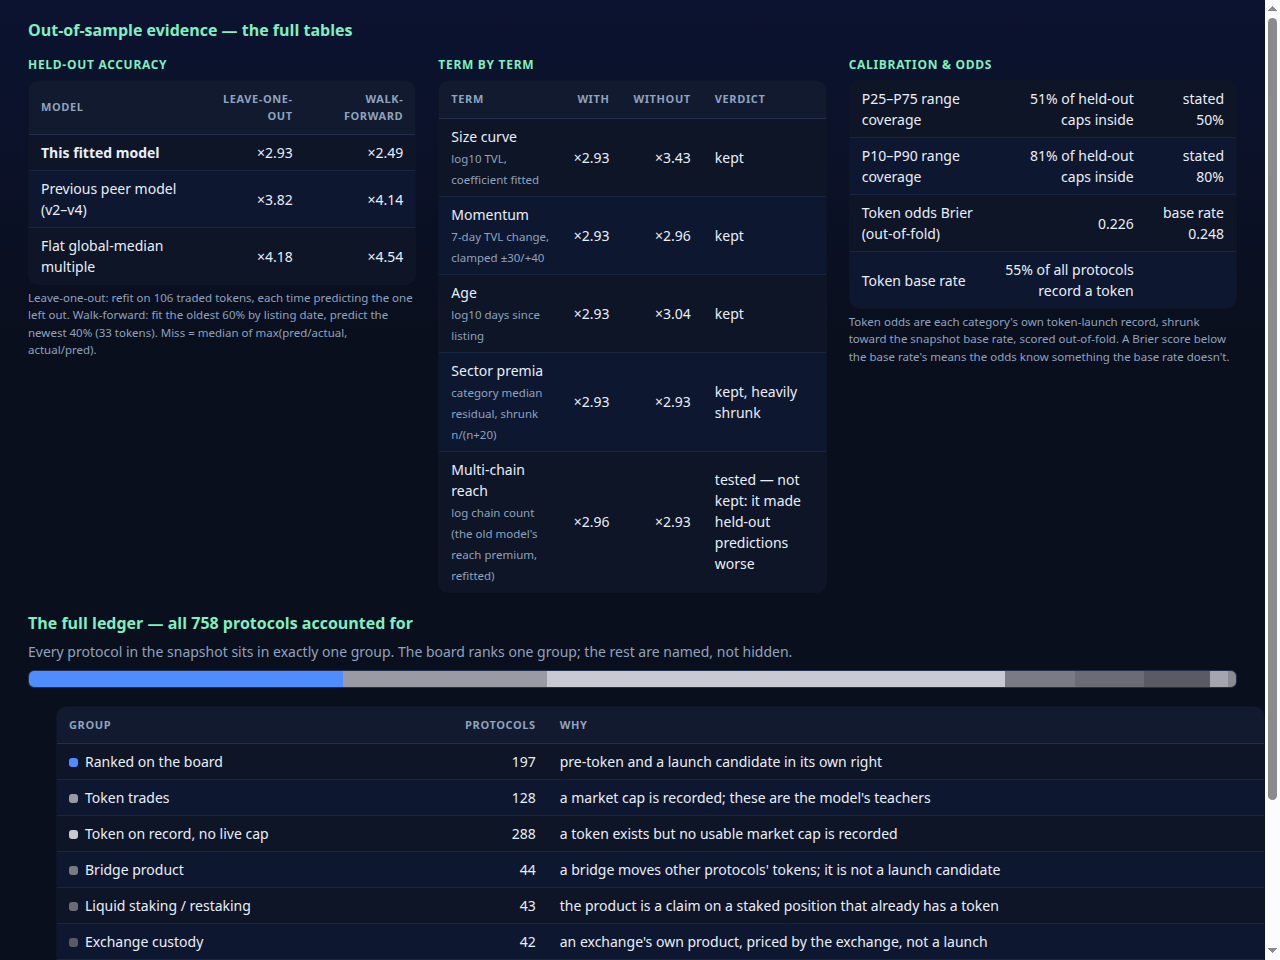 Out-of-sample evidence — the full tables
HELD-OUT ACCURACY
MODEL
LEAVE-ONE-
OUT
WALK-
FORWARD
This fitted model
×2.93
×2.49
Previous peer model
(v2–v4)
×3.82
×4.14
Flat global-median
multiple
×4.18
×4.54
Leave-one-out: refit on 106 traded tokens, each time predicting the one
left out. Walk-forward: fit the oldest 60% by listing date, predict the
newest 40% (33 tokens). Miss = median of max(pred/actual,
actual/pred).
TERM BY TERM
TERM
WITH
WITHOUT
VERDICT
Size curve
log10 TVL,
coefficient fitted
×2.93
×3.43
kept
Momentum
7-day TVL change,
clamped ±30/+40
×2.93
×2.96
kept
Age
log10 days since
listing
×2.93
×3.04
kept
Sector premia
category median
residual, shrunk
n/(n+20)
×2.93
×2.93
kept, heavily
shrunk
Multi-chain
reach
log chain count
(the old model's
reach premium,
refitted)
×2.96
×2.93
tested — not
kept: it made
held-out
predictions
worse
CALIBRATION & ODDS
P25–P75 range
coverage
51% of held-out
caps inside
stated
50%
P10–P90 range
coverage
81% of held-out
caps inside
stated
80%
Token odds Brier
(out-of-fold)
0.226
base rate
0.248
Token base rate
55% of all protocols
record a token
Token odds are each category's own token-launch record, shrunk
toward the snapshot base rate, scored out-of-fold. A Brier score below
the base rate's means the odds know something the base rate doesn't.
The full ledger — all 758 protocols accounted for
Every protocol in the snapshot sits in exactly one group. The board ranks one group; the rest are named, not hidden.
GROUP PROTOCOLS WHY
Ranked on the board 197 pre-token and a launch candidate in its own right
Token trades 128 a market cap is recorded; these are the model's teachers
Token on record, no live cap 288 a token exists but no usable market cap is recorded
Bridge product 44 a bridge moves other protocols' tokens; it is not a launch candidate
Liquid staking / restaking 43 the product is a claim on a staked position that already has a token
Exchange custody 42 an exchange's own product, priced by the exchange, not a launch